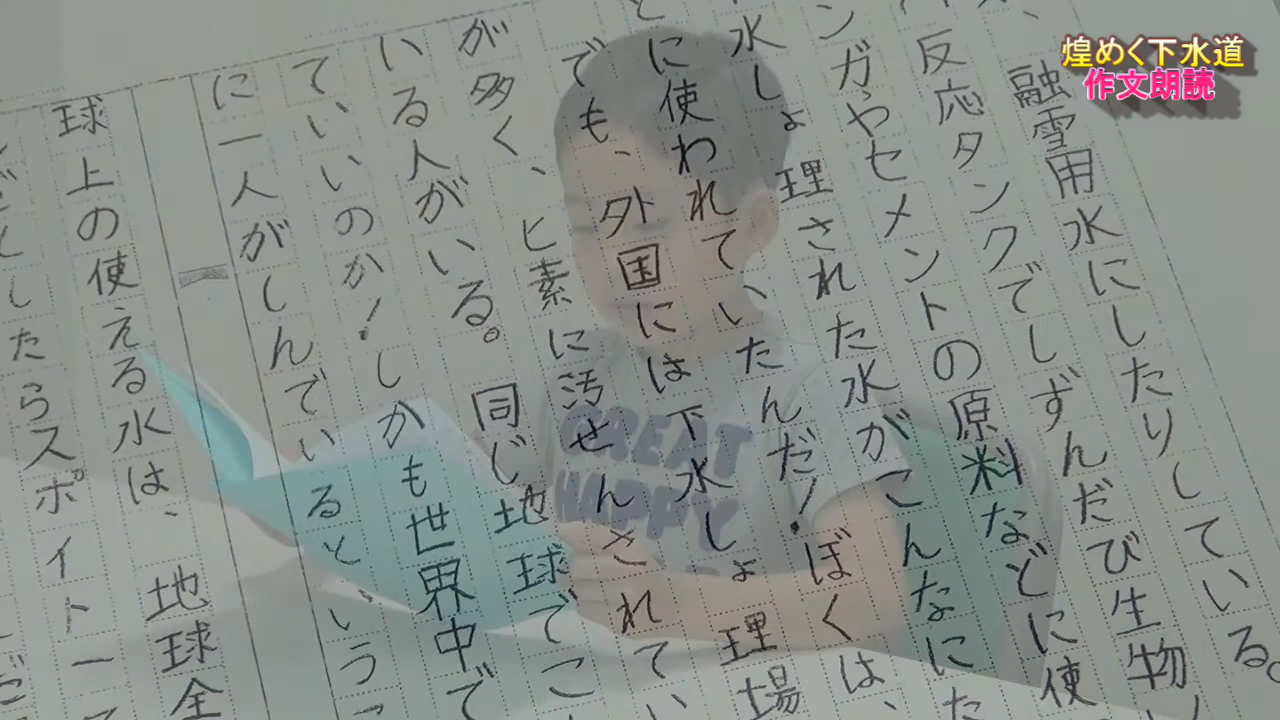 煌めく下水道
作文朗読
融雪用水にしたりしている。
反応タンクでしずんだび生物
ンガやセメントの原料などに使
水しょ理された水がこんなにた
とに使われていたんだ！ぼくは、
でも、外国には下水しょ理場
が多く、ヒ素に汚せんされてい
いる人がいる。同じ地球でこ
ていいのか！しかも世界中で
に一人がしんでいるという
球上の使える水は、地球全
としたらスポイト一
GREAT
HAPPY